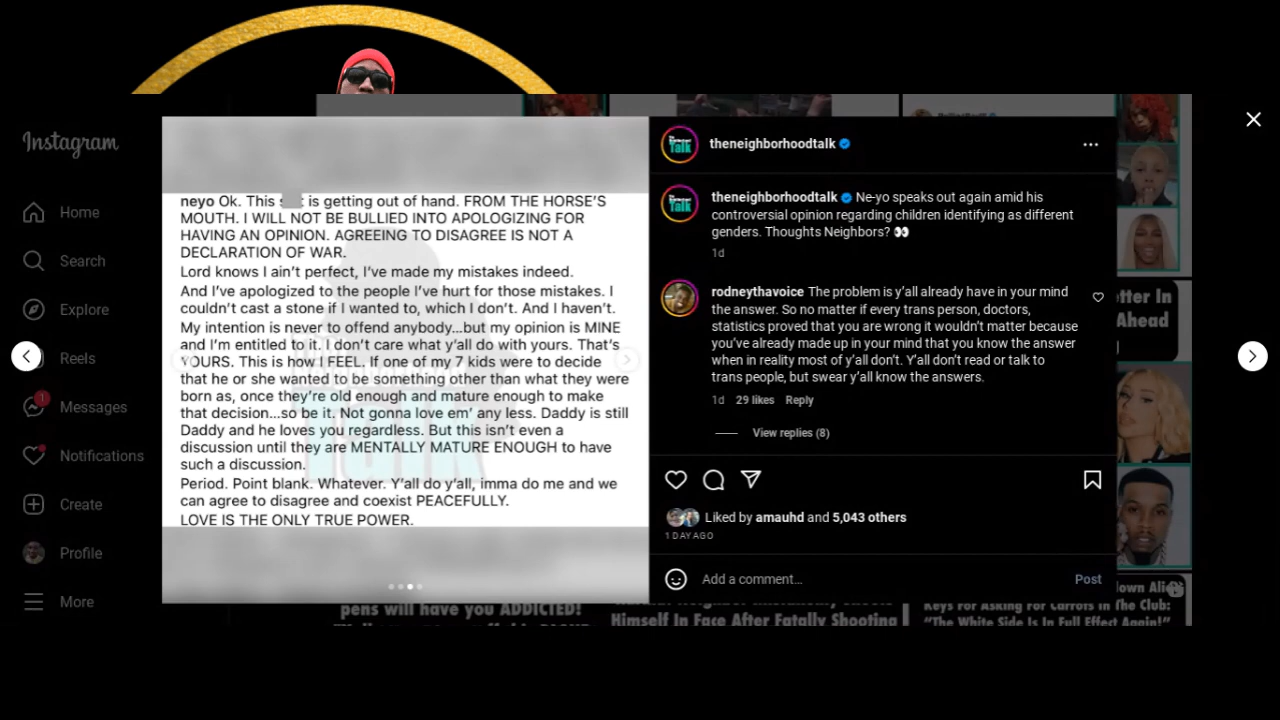 Instagram
Home
Search
Explore
Reels
1
Messages
Notifications
Create
Profile
More
neyo Ok. This s t is getting out of hand. FROM THE HORSE'S
MOUTH. I WILL NOT BE BULLIED INTO APOLOGIZING FOR
HAVING AN OPINION. AGREEING TO DISAGREE IS NOT A
DECLARATION OF WAR.
Lord knows I ain't perfect, I've made my mistakes indeed.
And I've apologized to the people I've hurt for those mistakes. I
couldn't cast a stone if I wanted to, which I don't. And I haven't.
My intention is never to offend anybody...but my opinion is MINE
and I'm entitled to it. I don't care what y'all do with yours. That's
YOURS. This is how I FEEL. If one of my 7 kids were to decide
that he or she wanted to be something other than what they were
born as, once they're old enough and mature enough to make
that decision...so be it. Not gonna love em' any less. Daddy is still
Daddy and he loves you regardless. But this isn't even a
discussion until they are MENTALLY MATURE ENOUGH to have
such a discussion.
Period. Point blank. Whatever. Y'all do y'all, imma do me and we
can agree to disagree and coexist PEACEFULLY.
LOVE IS THE ONLY TRUE POWER.
Talk
theneighborhoodtalk
Talk
theneighborhoodtalk Ne-yo speaks out again amid his
controversial opinion regarding children identifying as different
genders. Thoughts Neighbors? 👀
1d
rodneythavoice The problem is y'all already have in your mind
the answer. So no matter if every trans person, doctors,
statistics proved that you are wrong it wouldn't matter because
you've already made up in your mind that you know the answer
when in reality most of y'all don't. Y'all don't read or talk to
trans people, but swear y'all know the answers.
1d 29 likes Reply
View replies (8)
Liked by amauhd and 5,043 others
1 DAY AGO
Add a comment...
Post
etter In
Ahead
pens will have you ADDICTED!
Himself In Face After Fatally Shooting
own Alien
Keys For Asking For Carrots In The Club:
"The White Side Is In Full Effect Again!"